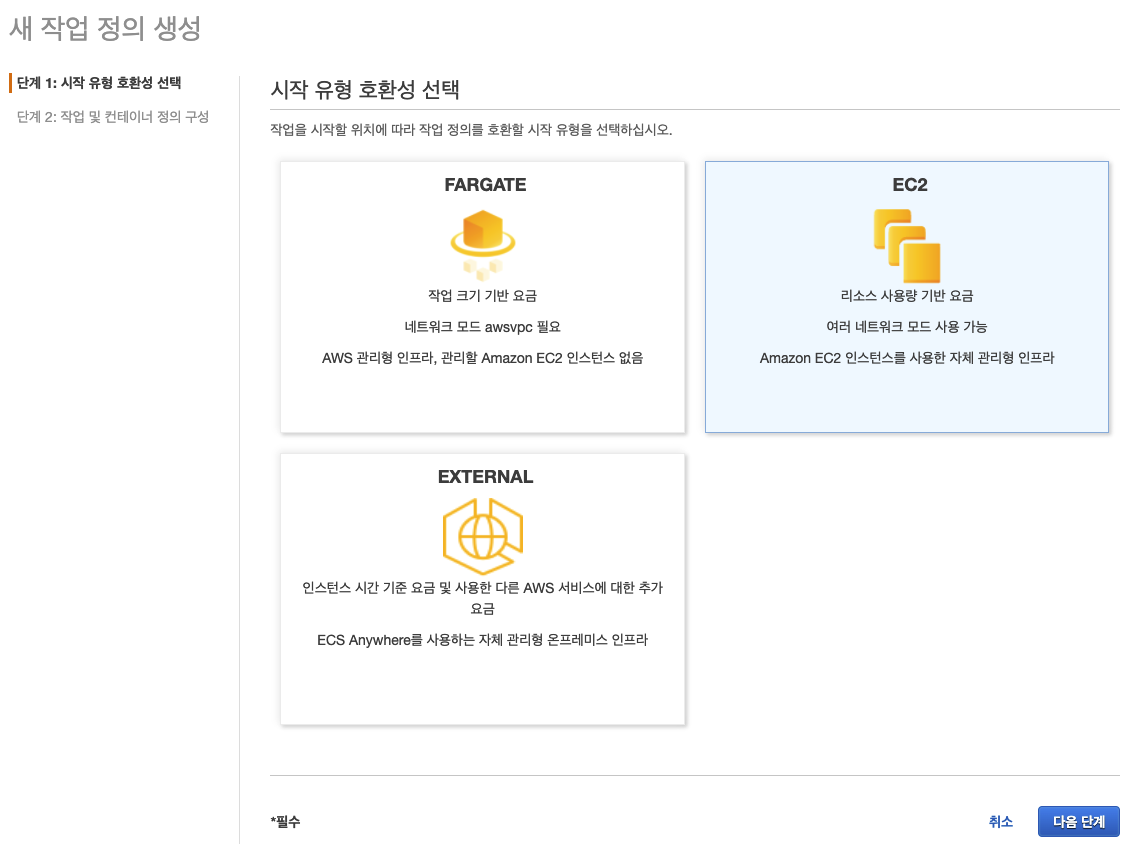 새 작업 정의 생성
단계 1: 시작 유형 호환성 선택
단계 2: 작업 및 컨테이너 정의 구성
시작 유형 호환성 선택
작업을 시작할 위치에 따라 작업 정의를 호환할 시작 유형을 선택하십시오.
FARGATE
작업 크기 기반 요금
네트워크 모드 awsvpc 필요
AWS 관리형 인프라, 관리할 Amazon EC2 인스턴스 없음
EC2
리소스 사용량 기반 요금
여러 네트워크 모드 사용 가능
Amazon EC2 인스턴스를 사용한 자체 관리형 인프라
EXTERNAL
인스턴스 시간 기준 요금 및 사용한 다른 AWS 서비스에 대한 추가
요금
ECS Anywhere를 사용하는 자체 관리형 온프레미스 인프라
*필수
취소
다음 단계